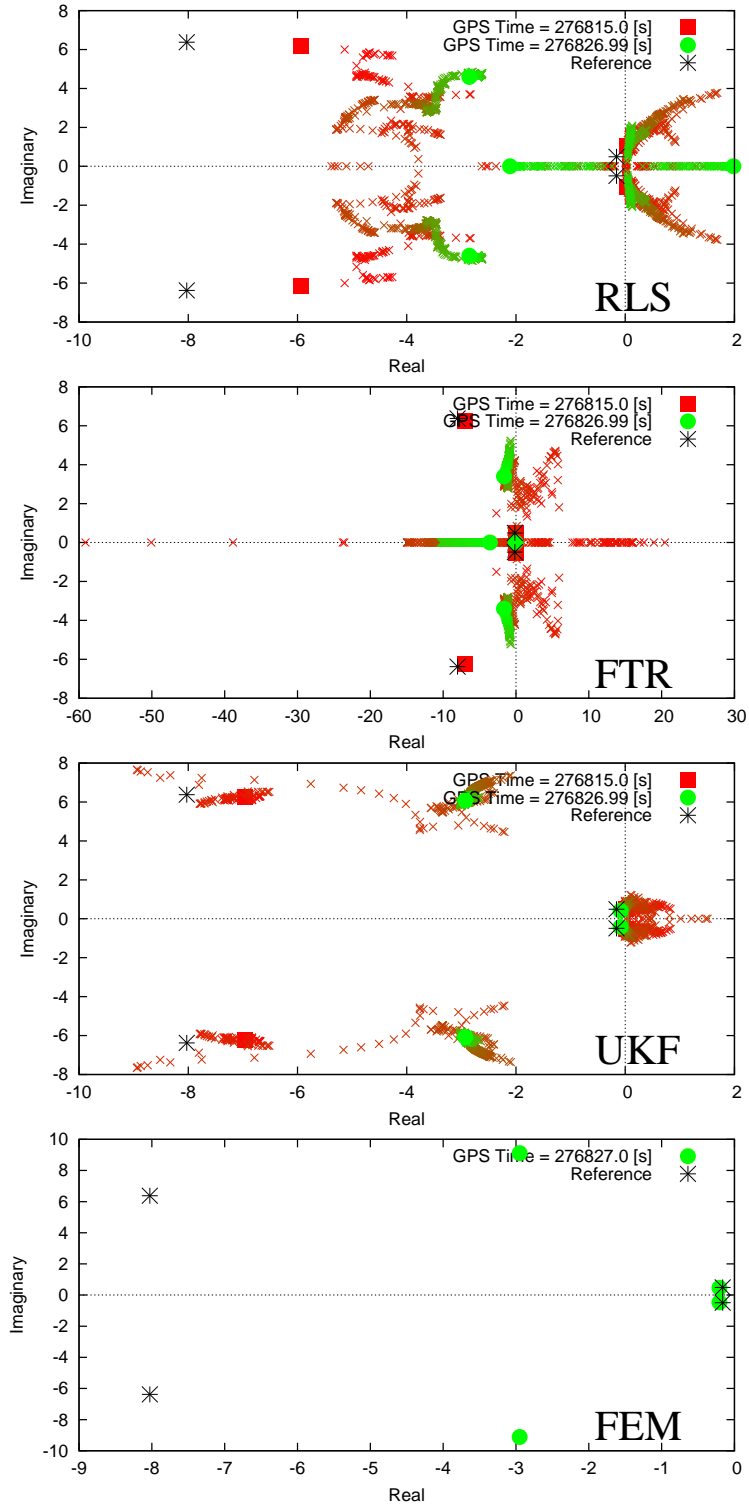 8
6
4
2
0
-2
-4
-6
-8
Imaginary
GPS Time = 276815.0 [s]
GPS Time = 276826.99 [s]
Reference
RLS
-10 -8 -6 -4 -2 0 2
Real
8
6
4
2
0
-2
-4
-6
-8
Imaginary
GPS Time = 276815.0 [s]
GPS Time = 276826.99 [s]
Reference
FTR
-60 -50 -40 -30 -20 -10 0 10 20 30
Real
8
6
4
2
0
-2
-4
-6
-8
Imaginary
GPS Time = 276815.0 [s]
GPS Time = 276826.99 [s]
Reference
UKF
-10 -8 -6 -4 -2 0 2
Real
10
8
6
4
2
0
-2
-4
-6
-8
-10
Imaginary
GPS Time = 276827.0 [s]
Reference
FEM
-9 -8 -7 -6 -5 -4 -3 -2 -1 0
Real